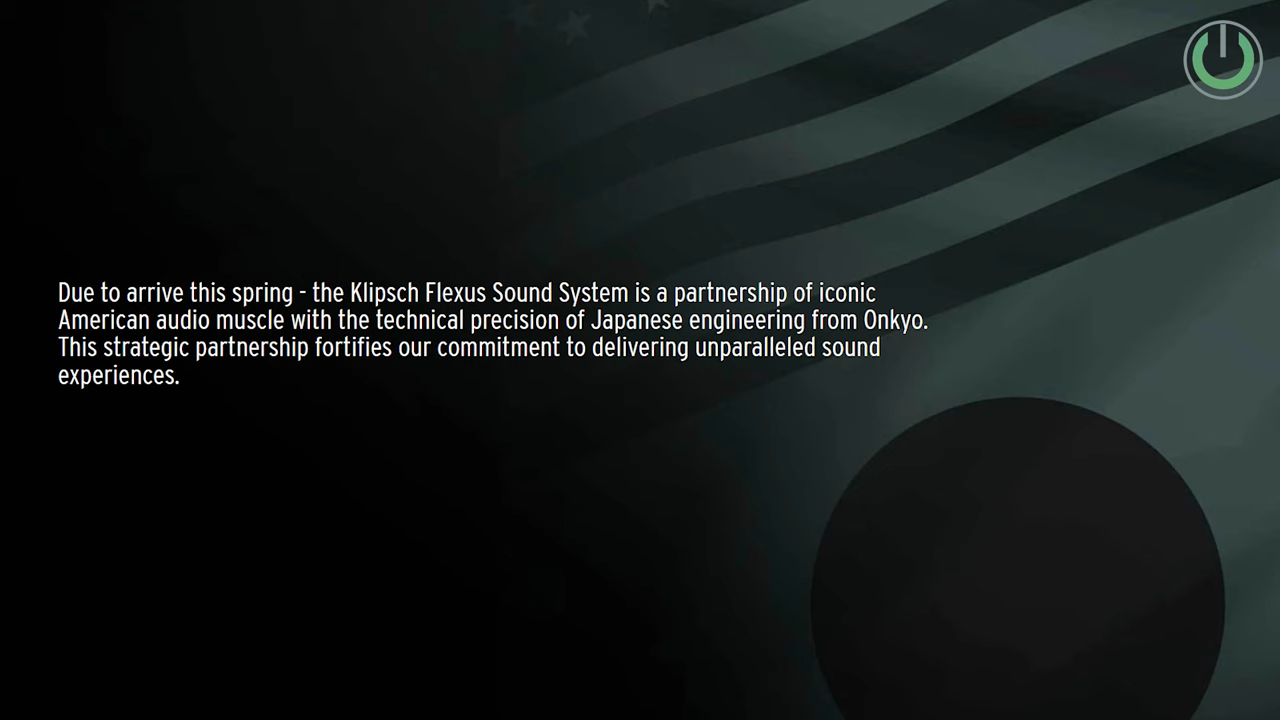 Due to arrive this spring - the Klipsch Flexus Sound System is a partnership of iconic
American audio muscle with the technical precision of Japanese engineering from Onkyo.
This strategic partnership fortifies our commitment to delivering unparalleled sound
experiences.